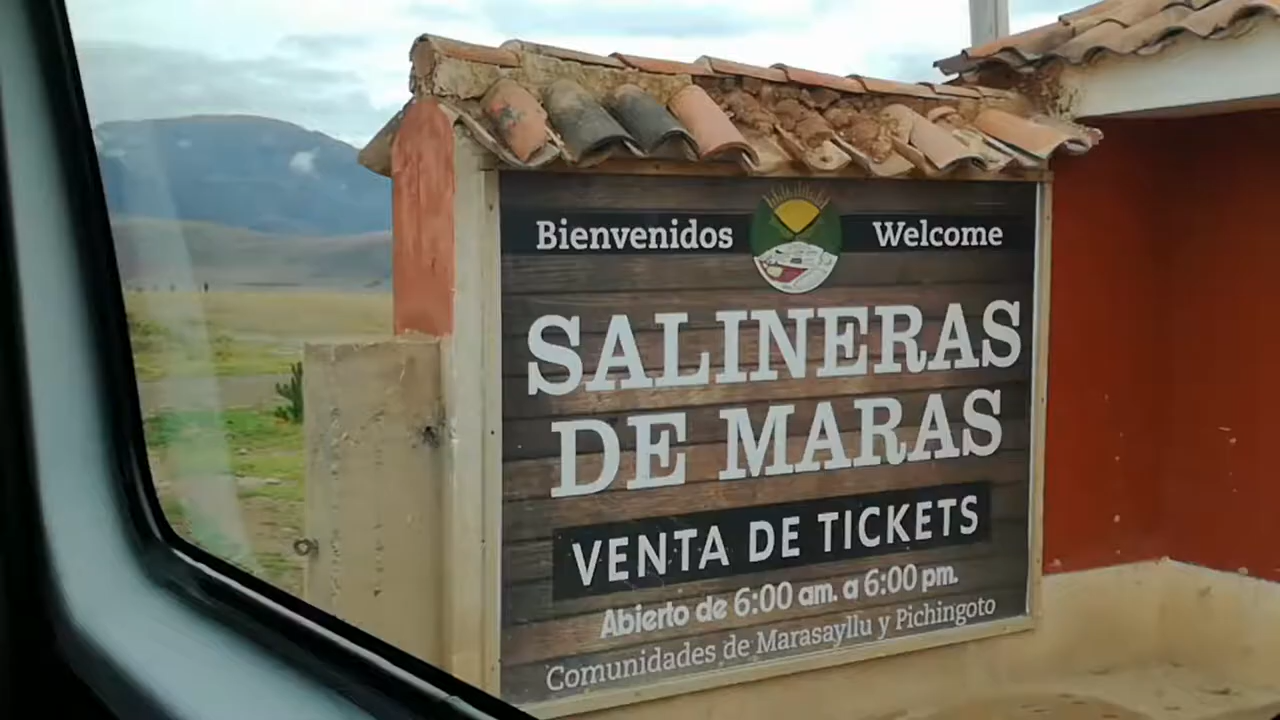 Bienvenidos Welcome
SALINERAS
DE MARAS
VENTA DE TICKETS
Abierto de 6:00 am. a 6:00 pm.
Comunidades de Marasayllu y Pichingoto